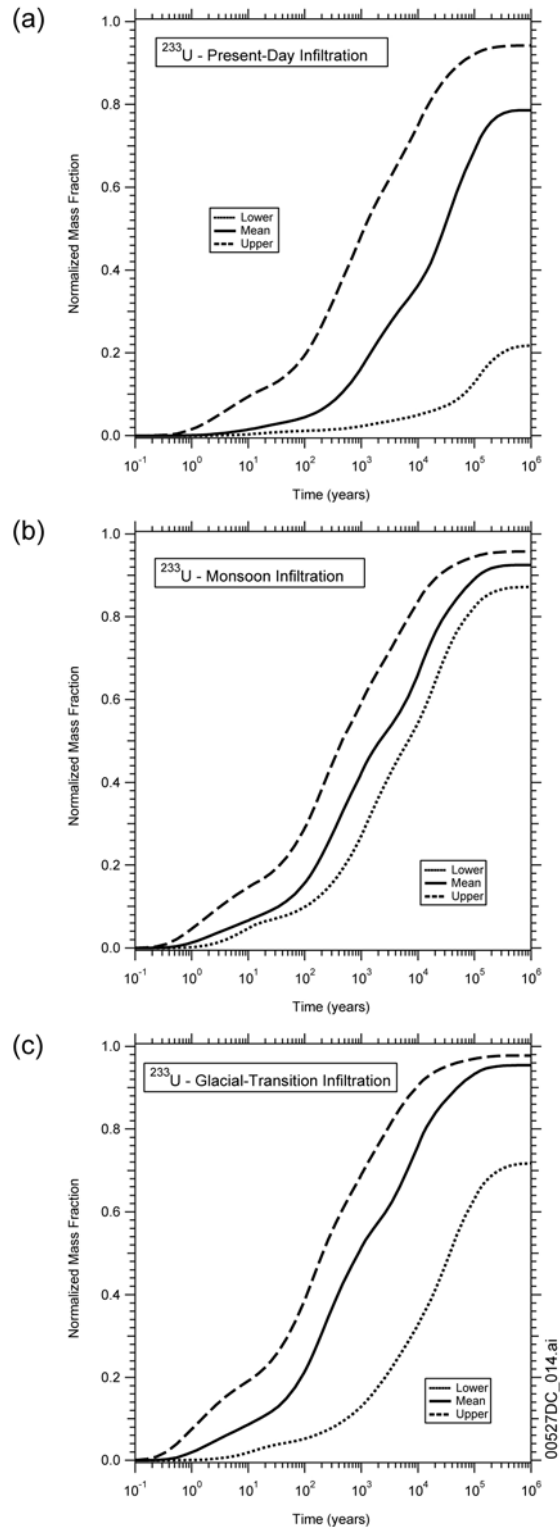 (a)
²³³U - Present-Day Infiltration
Lower
Mean
Upper
Normalized Mass Fraction
1.0
0.8
0.6
0.4
0.2
0.0
10⁻¹ 10⁰ 10¹ 10² 10³ 10⁴ 10⁵ 10⁶
Time (years)
(b)
²³³U - Monsoon Infiltration
Lower
Mean
Upper
Normalized Mass Fraction
1.0
0.8
0.6
0.4
0.2
0.0
10⁻¹ 10⁰ 10¹ 10² 10³ 10⁴ 10⁵ 10⁶
Time (years)
(c)
²³³U - Glacial-Transition Infiltration
Lower
Mean
Upper
Normalized Mass Fraction
1.0
0.8
0.6
0.4
0.2
0.0
10⁻¹ 10⁰ 10¹ 10² 10³ 10⁴ 10⁵ 10⁶
Time (years)
00527DC_014.ai